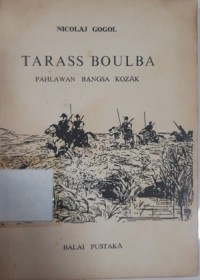 NICOLAJ GOGOL
TARASS BOULBA
PAHLAWAN BANGSA KOZAK
BALAI PUSTAKA